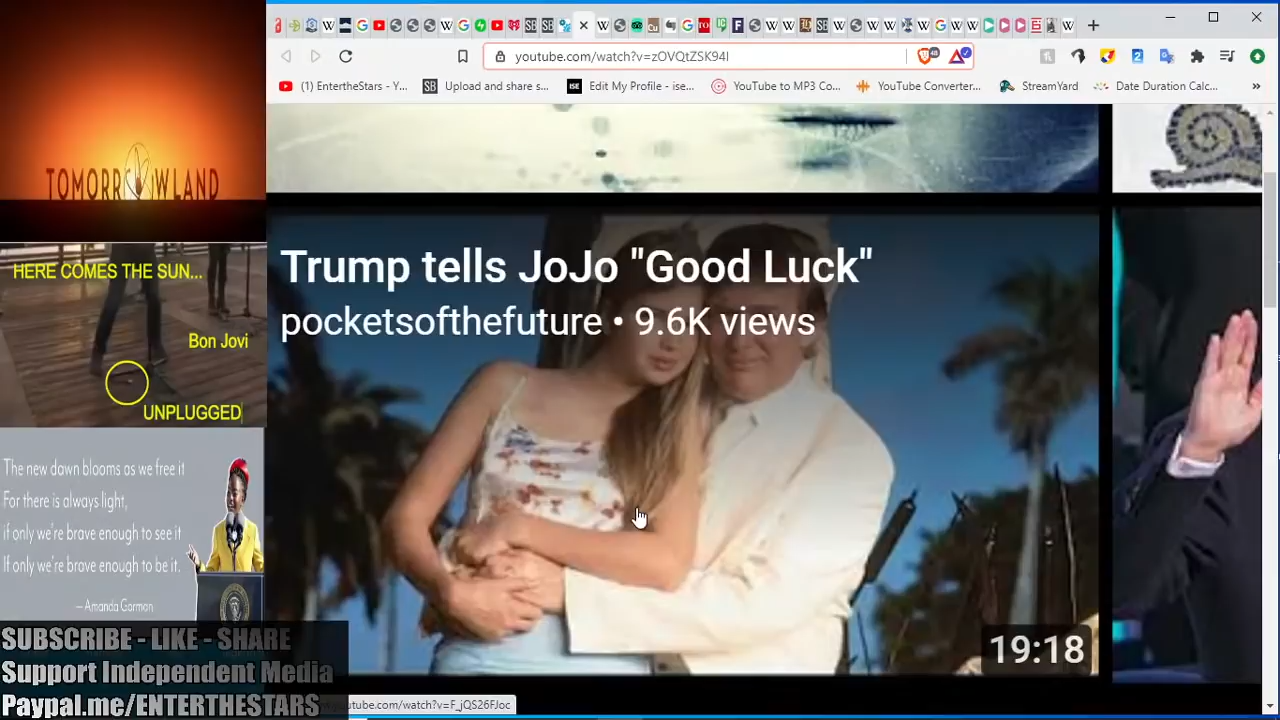 youtube.com/watch?v=zOVQtZSK94I
(1) EntertheStars - Y...
Upload and share s...
Edit My Profile - ise...
YouTube to MP3 Co...
YouTube Converter...
StreamYard
Date Duration Calc...
TOMORROWLAND
HERE COMES THE SUN...
Bon Jovi
UNPLUGGED
The new dawn blooms as we free it
For there is always light,
if only we're brave enough to see it
If only we're brave enough to be it.
— Amanda Gorman
SUBSCRIBE - LIKE - SHARE
Support Independent Media
Paypal.me/ENTERTHESTARS
Trump tells JoJo "Good Luck"
pocketsofthefuture • 9.6K views
19:18
youtube.com/watch?v=F_jQS26FJoc